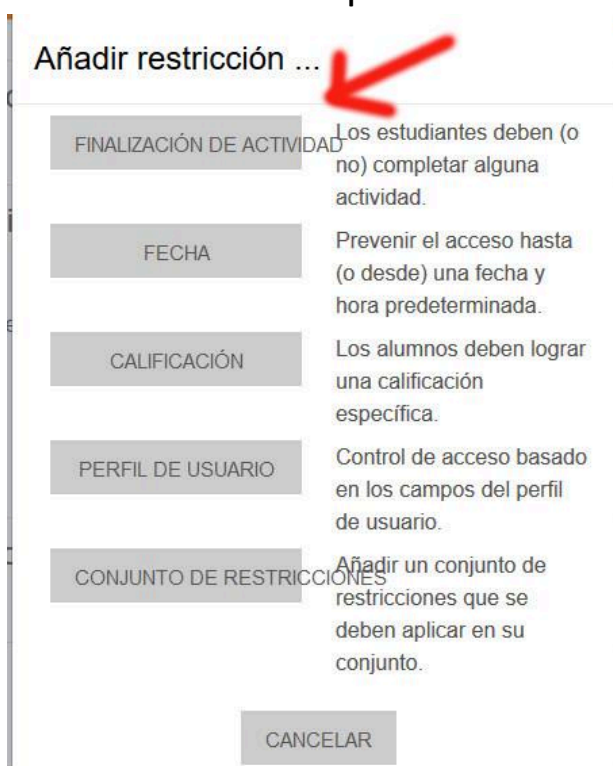 Añadir restricción ...
FINALIZACIÓN DE ACTIVIDAD
Los estudiantes deben (o
no) completar alguna
actividad.
FECHA
Prevenir el acceso hasta
(o desde) una fecha y
hora predeterminada.
CALIFICACIÓN
Los alumnos deben lograr
una calificación
específica.
PERFIL DE USUARIO
Control de acceso basado
en los campos del perfil
de usuario.
CONJUNTO DE RESTRICCIONES
Añadir un conjunto de
restricciones que se
deben aplicar en su
conjunto.
CANCELAR